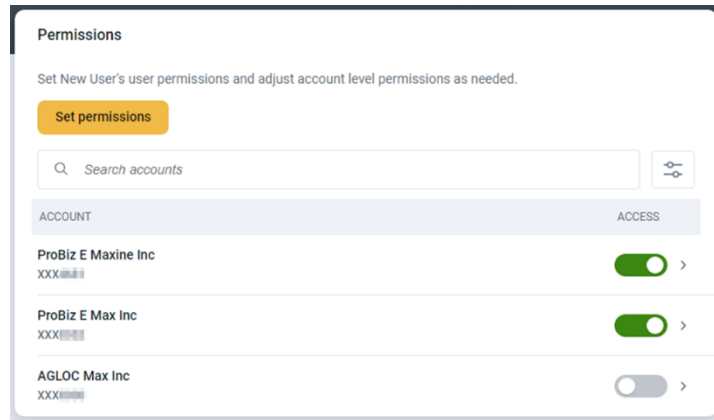 Permissions
Set New User's user permissions and adjust account level permissions as needed.
Set permissions
Search accounts
ACCOUNT ACCESS
ProBiz E Maxine Inc
XXX
ProBiz E Max Inc
XXX
AGLOC Max Inc
XXX